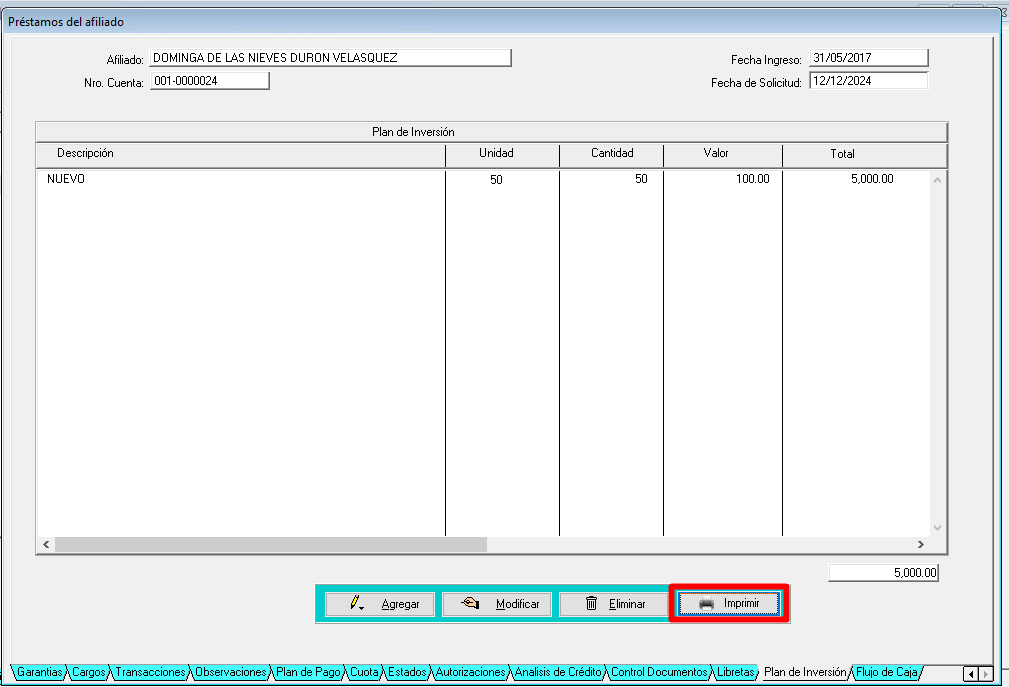 Préstamos del afiliado
Afiliado: DOMINGA DE LAS NIEVES DURON VELASQUEZ Fecha Ingreso: 31/05/2017
Nro. Cuenta: 001-0000024 Fecha de Solicitud: 12/12/2024
Plan de Inversión
Descripción Unidad Cantidad Valor Total
NUEVO 50 50 100.00 5,000.00
5,000.00
Agregar Modificar Eliminar Imprimir
Garantias Cargos Transacciones Observaciones Plan de Pago Cuota Estados Autorizaciones Analisis de Crédito Control Documentos Libretas Plan de Inversión Flujo de Caja